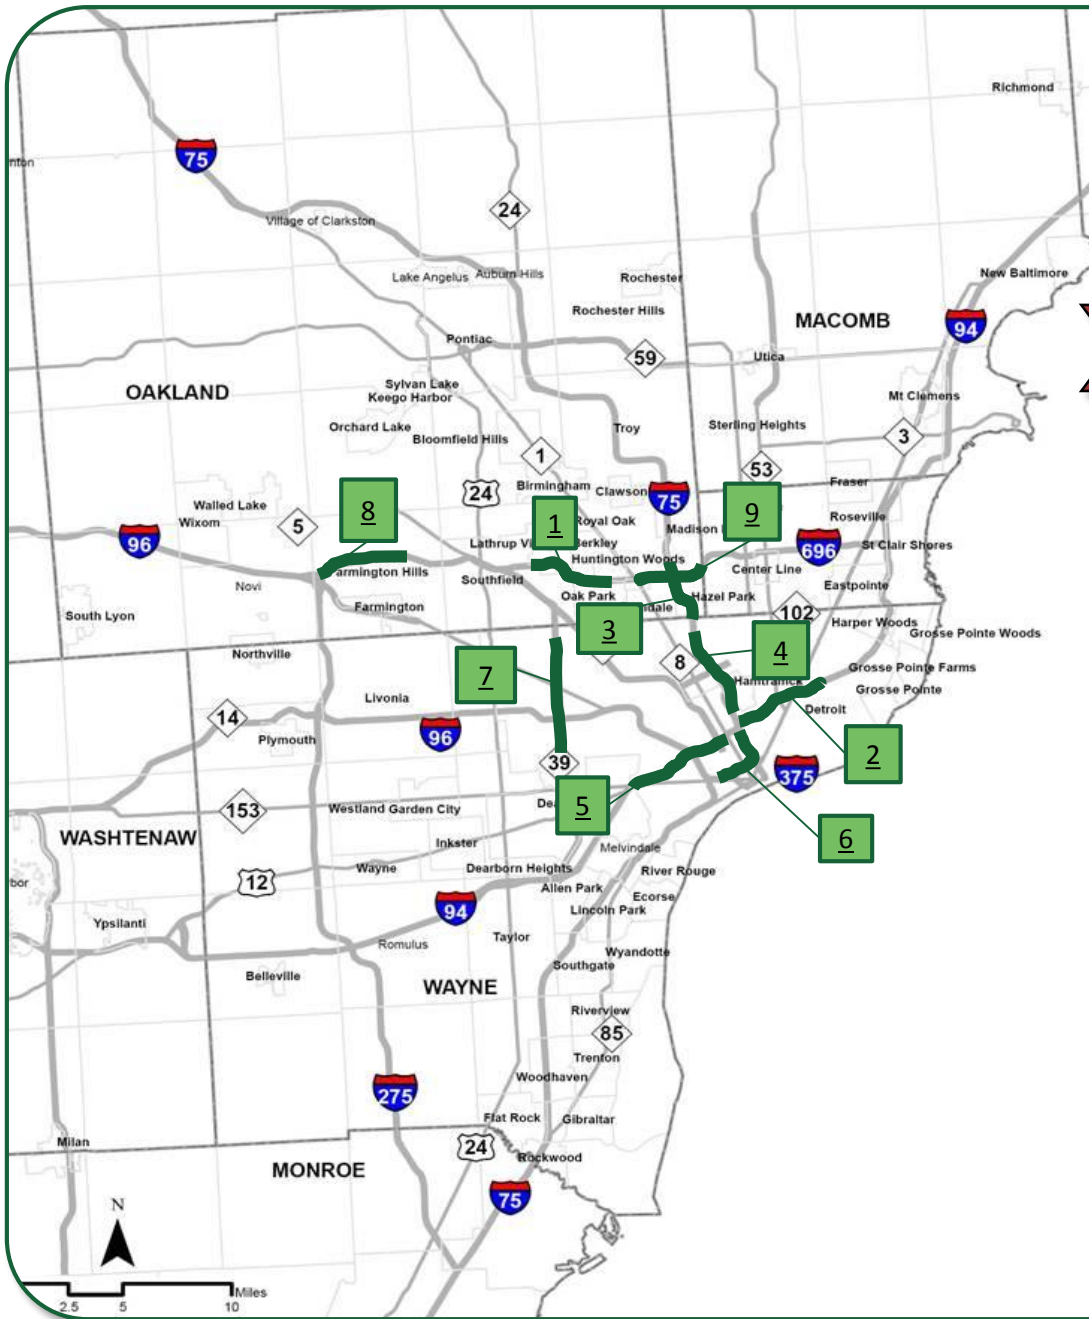 Richmond
75
24
Village of Clarkston
Lake Angelus
Auburn Hills
Rochester
New Baltimore
Rochester Hills
MACOMB
94
Pontiac
59
Utica
OAKLAND
Sylvan Lake
Keego Harbor
Mt Clemens
Orchard Lake
Bloomfield Hills
Troy
Sterling Heights
3
1
53
24
Birmingham
Clawson
75
Fraser
Walled Lake
Wixom
5
8
1
9
Royal Oak
Madison
Roseville
96
696
St Clair Shores
Lathrup
Berkley
Huntington Woods
Center Line
Novi
Farmington Hills
Southfield
Eastpointe
South Lyon
Farmington
Oak Park
dale
Hazel Park
102
Harper Woods
Grosse Pointe Woods
3
4
Northville
7
8
Hamtramck
Grosse Pointe Farms
Grosse Pointe
Livonia
Detroit
14
Plymouth
96
39
2
375
5
153
Westland
Garden City
6
WASHTENAW
Inkster
Melvindale
bor
12
Wayne
Dearborn Heights
River Rouge
Allen Park
Ecorse
94
Lincoln Park
Ypsilanti
Romulus
Taylor
Wyandotte
Southgate
Belleville
WAYNE
Riverview
85
Trenton
275
Woodhaven
Flat Rock
Gibraltar
Milan
24
Rockwood
MONROE
75
N
Miles
2.5
5
10